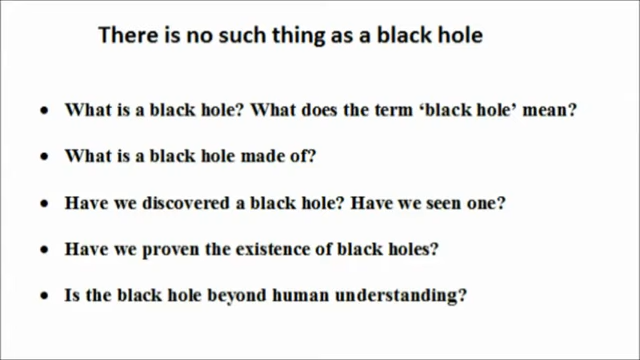 There is no such thing as a black hole
• What is a black hole? What does the term ‘black hole’ mean?
• What is a black hole made of?
• Have we discovered a black hole? Have we seen one?
• Have we proven the existence of black holes?
• Is the black hole beyond human understanding?